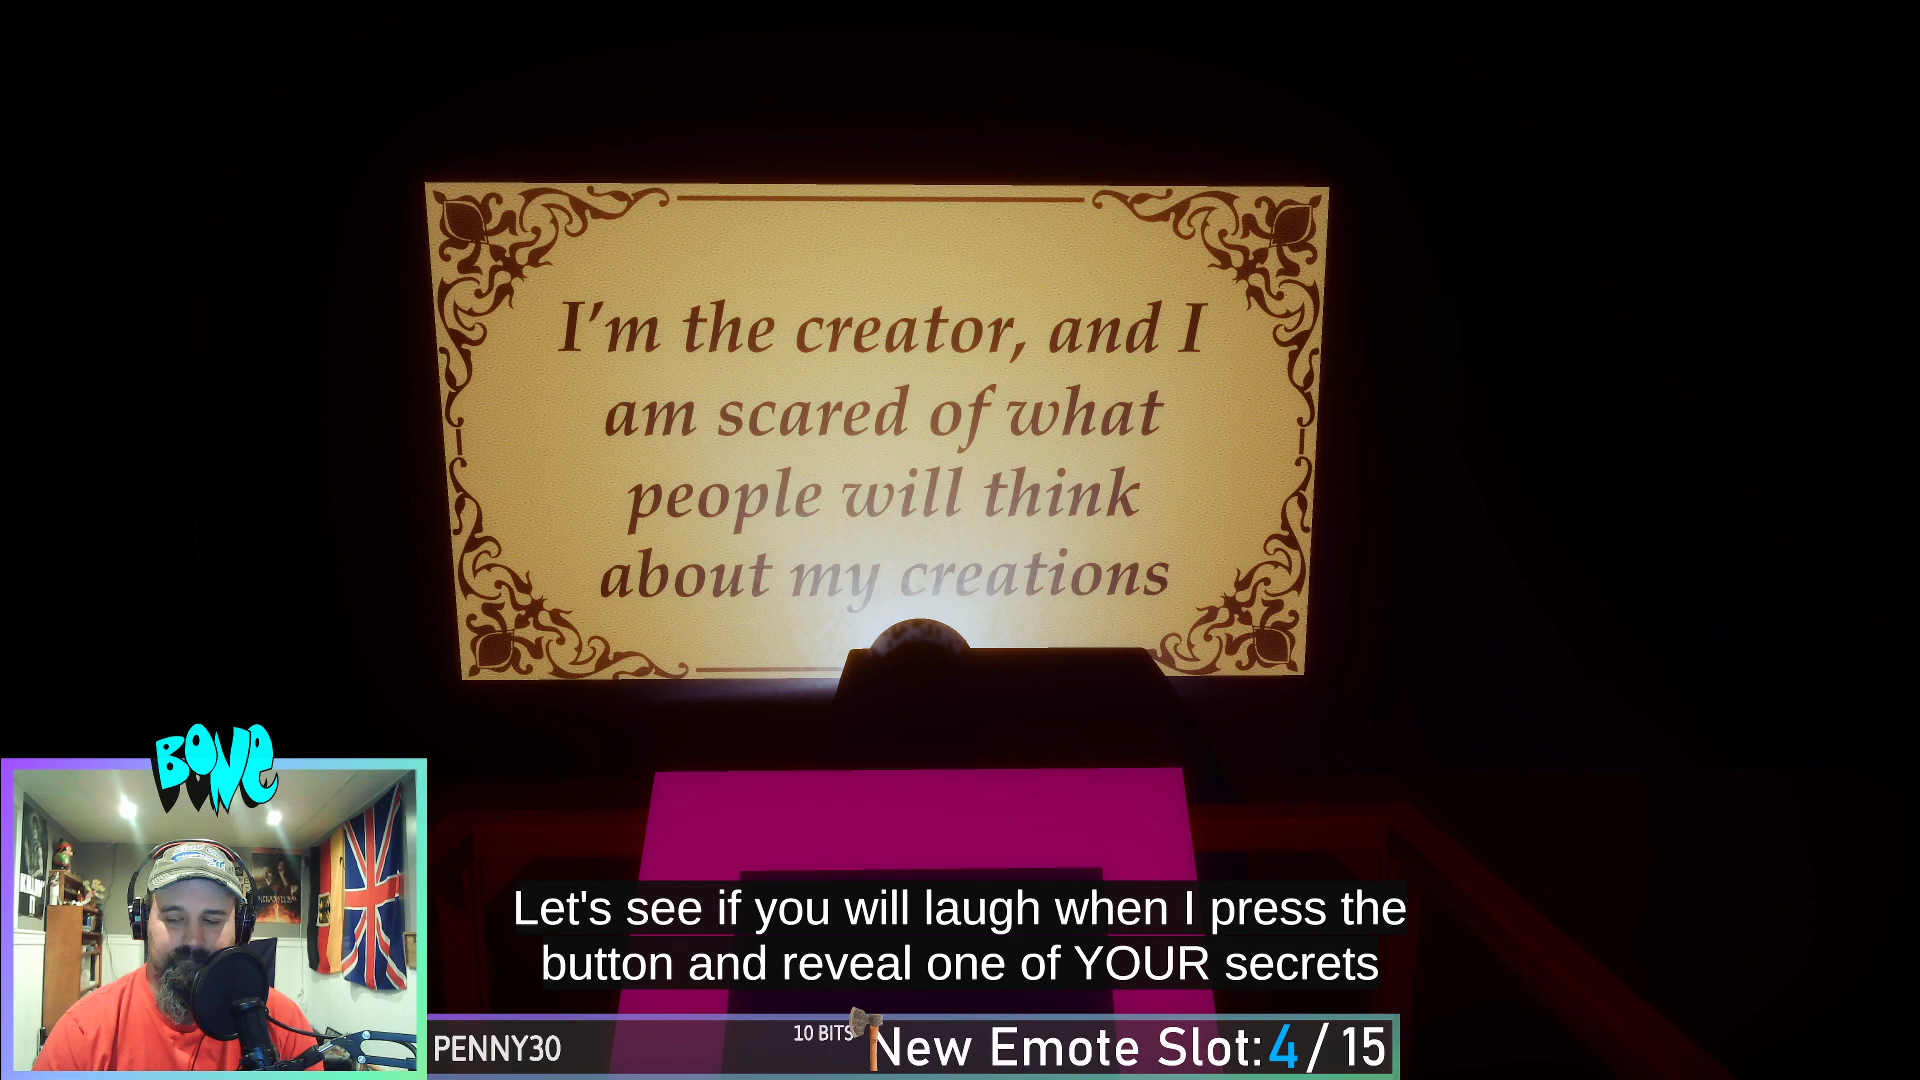 I'm the creator, and I
am scared of what
people will think
about my creations
BONE
Let's see if you will laugh when I press the
button and reveal one of YOUR secrets
PENNY30
10 BITS
New Emote Slot:4/15